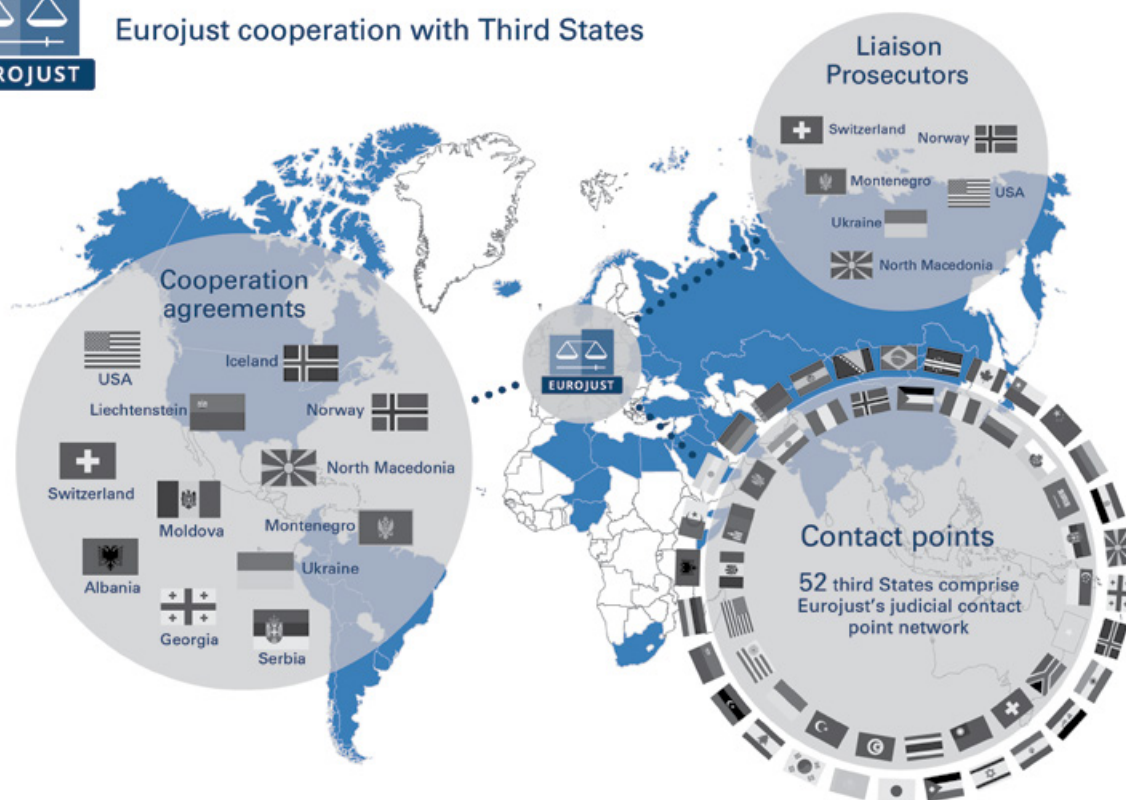 Eurojust cooperation with Third States
ROJUST
Liaison
Prosecutors
Switzerland
Norway
Montenegro
USA
Ukraine
North Macedonia
Cooperation
agreements
USA
Iceland
Liechtenstein
Norway
Switzerland
North Macedonia
Moldova
Montenegro
Albania
Ukraine
Georgia
Serbia
EUROJUST
Contact points
52 third States comprise
Eurojust's judicial contact
point network